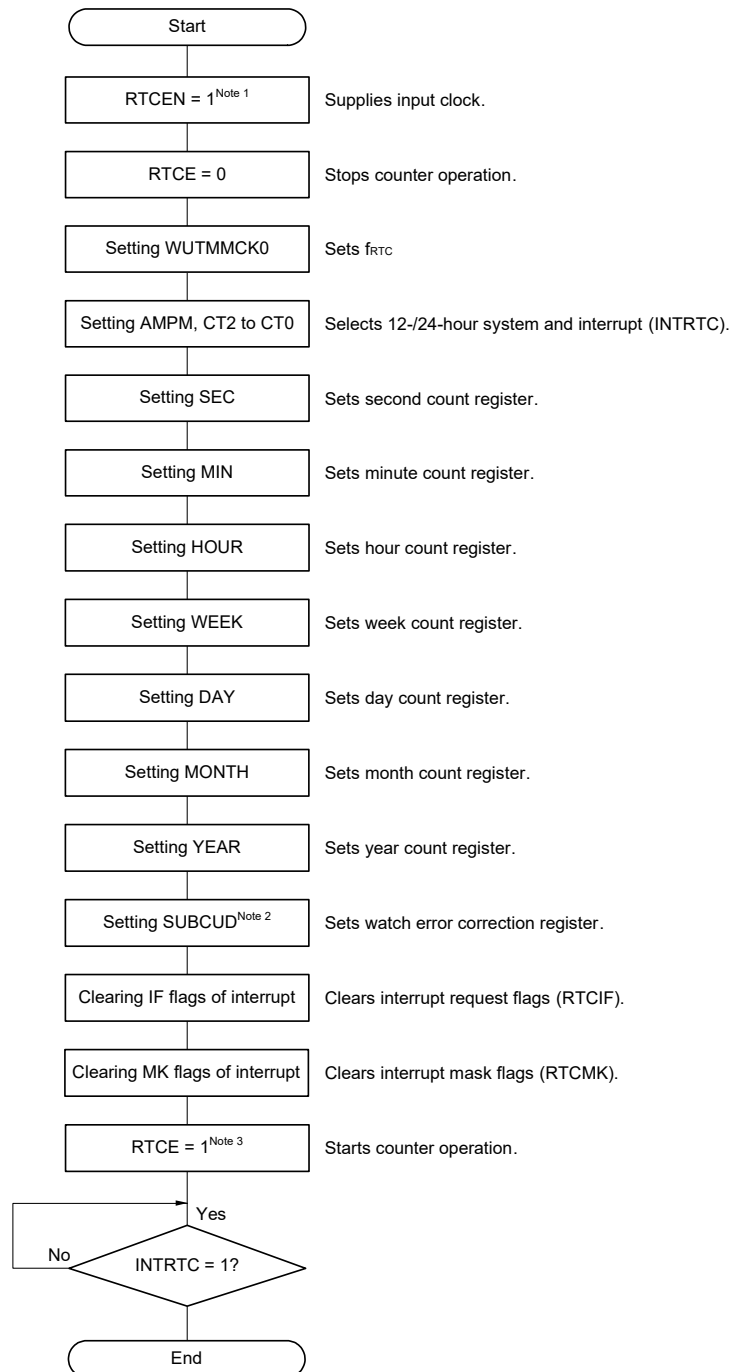 Start
RTCEN = 1Note 1 Supplies input clock.
RTCE = 0 Stops counter operation.
Setting WUTMMCK0 Sets fRTC
Setting AMPM, CT2 to CT0 Selects 12-/24-hour system and interrupt (INTRTC).
Setting SEC Sets second count register.
Setting MIN Sets minute count register.
Setting HOUR Sets hour count register.
Setting WEEK Sets week count register.
Setting DAY Sets day count register.
Setting MONTH Sets month count register.
Setting YEAR Sets year count register.
Setting SUBCUDNote 2 Sets watch error correction register.
Clearing IF flags of interrupt Clears interrupt request flags (RTCIF).
Clearing MK flags of interrupt Clears interrupt mask flags (RTCMK).
RTCE = 1Note 3 Starts counter operation.
Yes
No
INTRTC = 1?
End